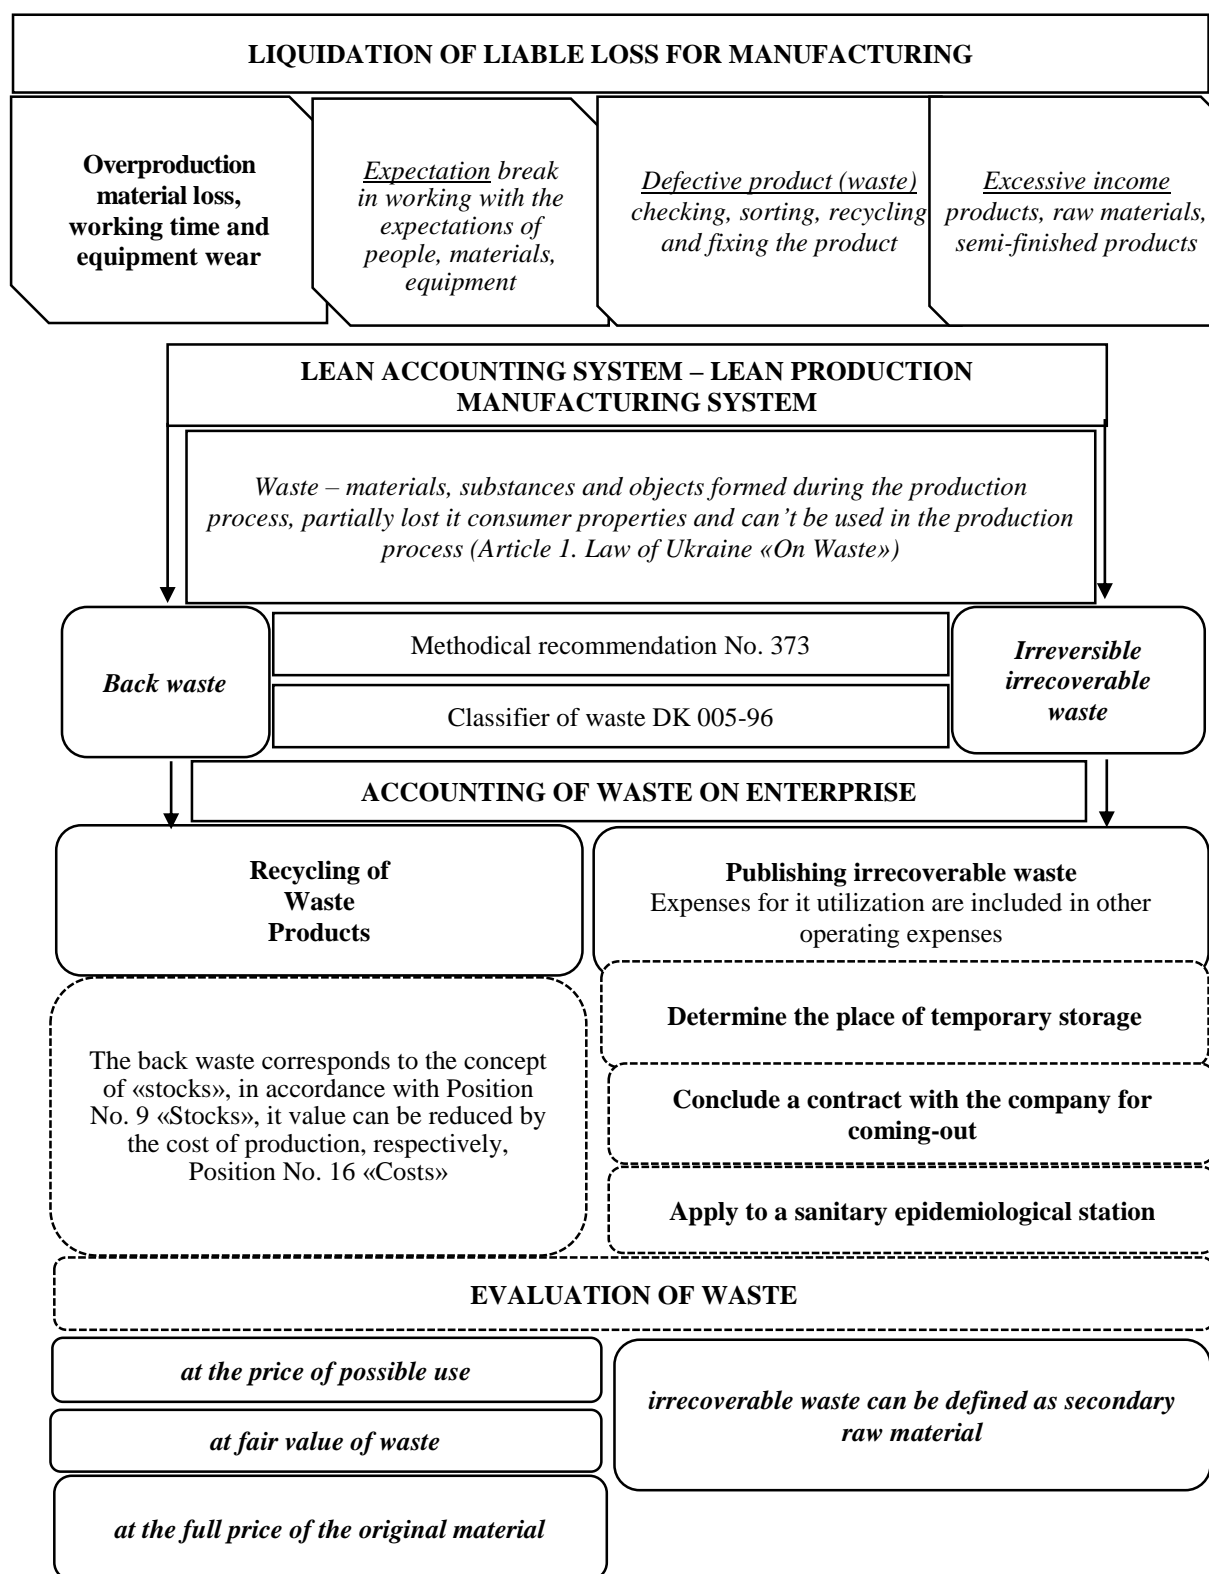 LIQUIDATION OF LIABLE LOSS FOR MANUFACTURING
Overproduction
material loss,
working time and
equipment wear
Expectation break
in working with the
expectations of
people, materials,
equipment
Defective product (waste)
checking, sorting, recycling
and fixing the product
Excessive income
products, raw materials,
semi-finished products
LEAN ACCOUNTING SYSTEM – LEAN PRODUCTION
MANUFACTURING SYSTEM
Waste – materials, substances and objects formed during the production
process, partially lost it consumer properties and can’t be used in the production
process (Article 1. Law of Ukraine «On Waste»)
Back waste
Methodical recommendation No. 373
Classifier of waste DK 005-96
Irreversible
irrecoverable
waste
ACCOUNTING OF WASTE ON ENTERPRISE
Recycling of
Waste
Products
Publishing irrecoverable waste
Expenses for it utilization are included in other
operating expenses
The back waste corresponds to the concept
of «stocks», in accordance with Position
No. 9 «Stocks», it value can be reduced by
the cost of production, respectively,
Position No. 16 «Costs»
Determine the place of temporary storage
Conclude a contract with the company for
coming-out
Apply to a sanitary epidemiological station
EVALUATION OF WASTE
at the price of possible use
at fair value of waste
at the full price of the original material
irrecoverable waste can be defined as secondary
raw material